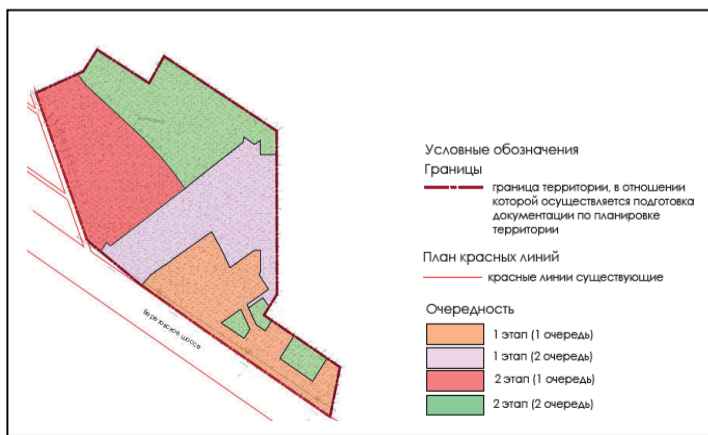 Условные обозначения
Границы
граница территории, в отношении
которой осуществляется подготовка
документации по планировке
территории
План красных линий
красные линии существующие
Очередность
1 этап (1 очередь)
1 этап (2 очередь)
2 этап (1 очередь)
2 этап (2 очередь)
шоссе